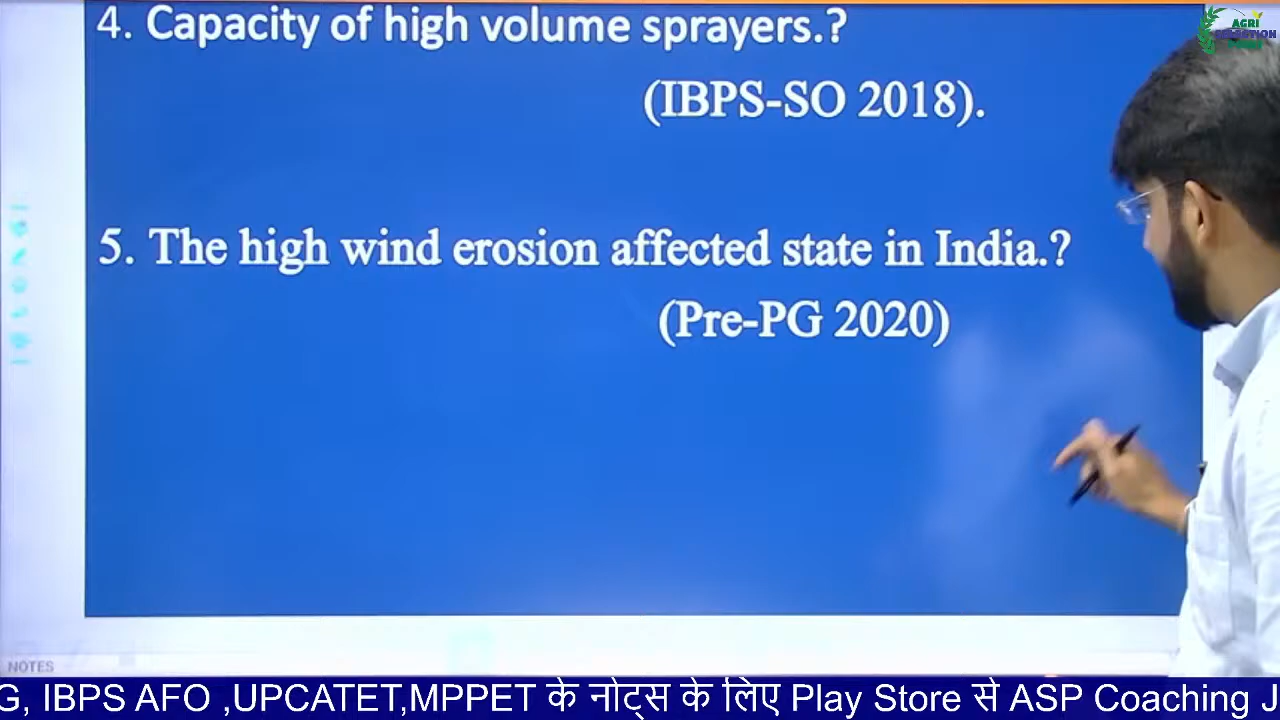 AGRI
4. Capacity of high volume sprayers.?
(IBPS-SO 2018).
5. The high wind erosion affected state in India.?
(Pre-PG 2020)
NOTES
G, IBPS AFO ,UPCATET,MPPET के नोट्स के लिए Play Store से ASP Coaching J